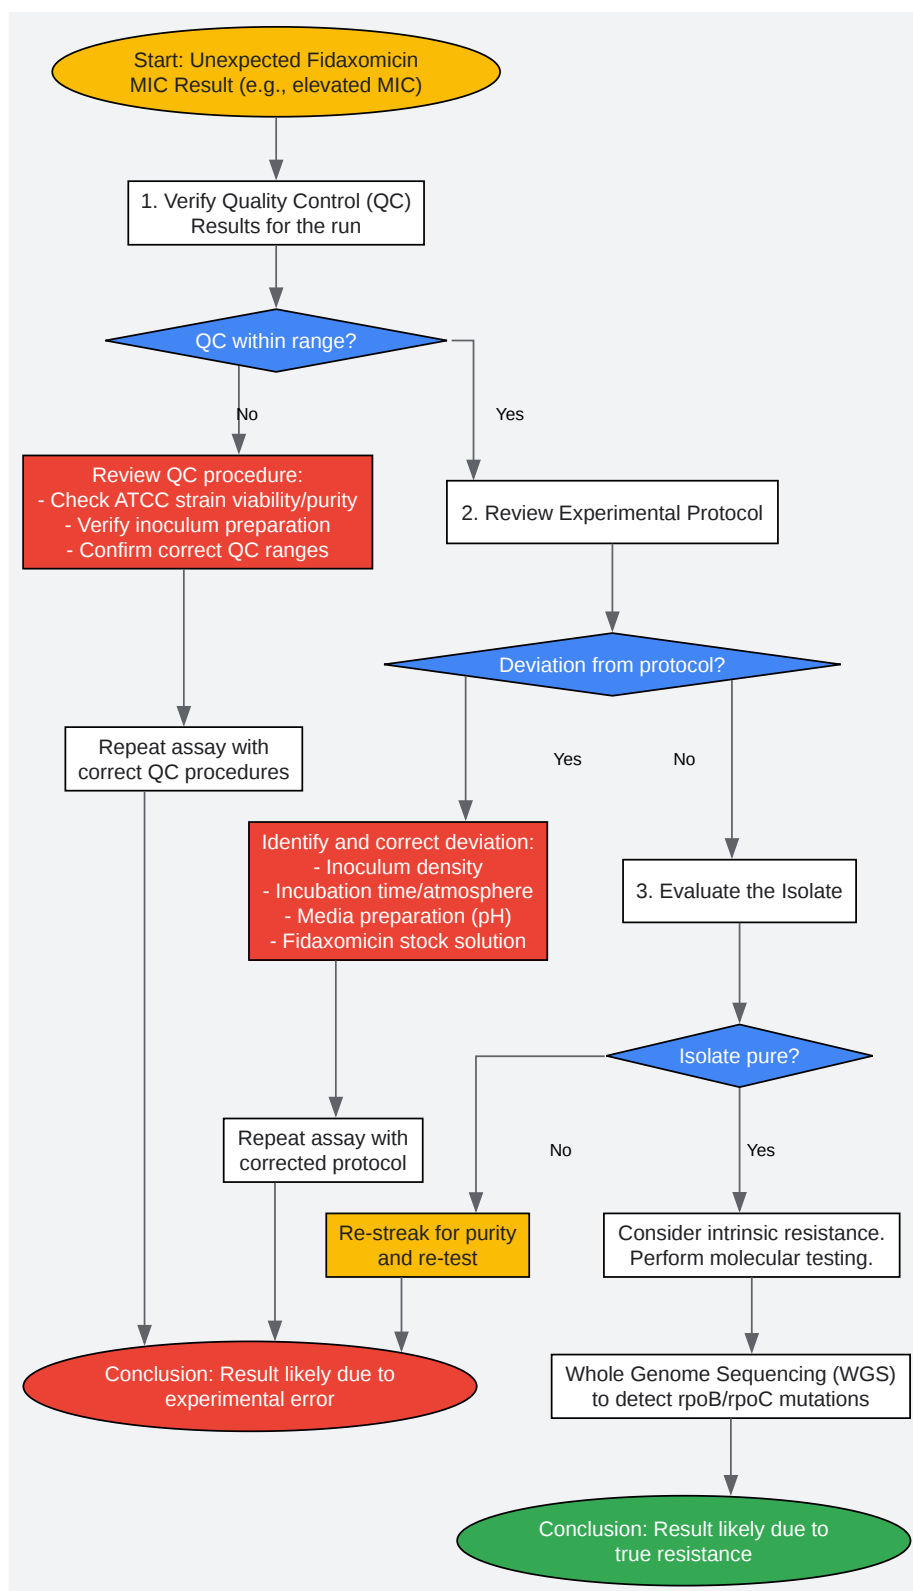 Start: Unexpected Fidaxomicin
MIC Result (e.g., elevated MIC)
1. Verify Quality Control (QC)
Results for the run
QC within range?
No
Yes
Review QC procedure:
- Check ATCC strain viability/purity
- Verify inoculum preparation
- Confirm correct QC ranges
2. Review Experimental Protocol
Deviation from protocol?
Repeat assay with
correct QC procedures
Yes
No
Identify and correct deviation:
- Inoculum density
- Incubation time/atmosphere
- Media preparation (pH)
- Fidaxomicin stock solution
3. Evaluate the Isolate
Isolate pure?
Repeat assay with
corrected protocol
No
Yes
Re-streak for purity
and re-test
Consider intrinsic resistance.
Perform molecular testing.
Conclusion: Result likely due to
experimental error
Whole Genome Sequencing (WGS)
to detect rpoB/rpoC mutations
Conclusion: Result likely due to
true resistance